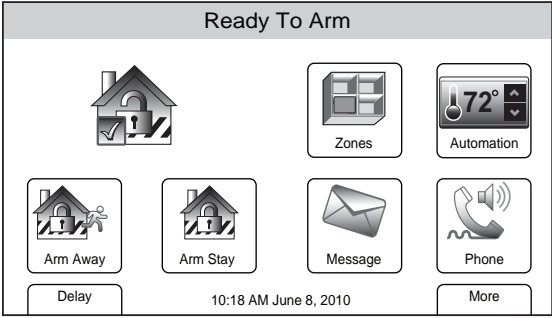 Ready To Arm
72°
Zones
Automation
Arm Away
Arm Stay
Message
Phone
Delay
10:18 AM June 8, 2010
More